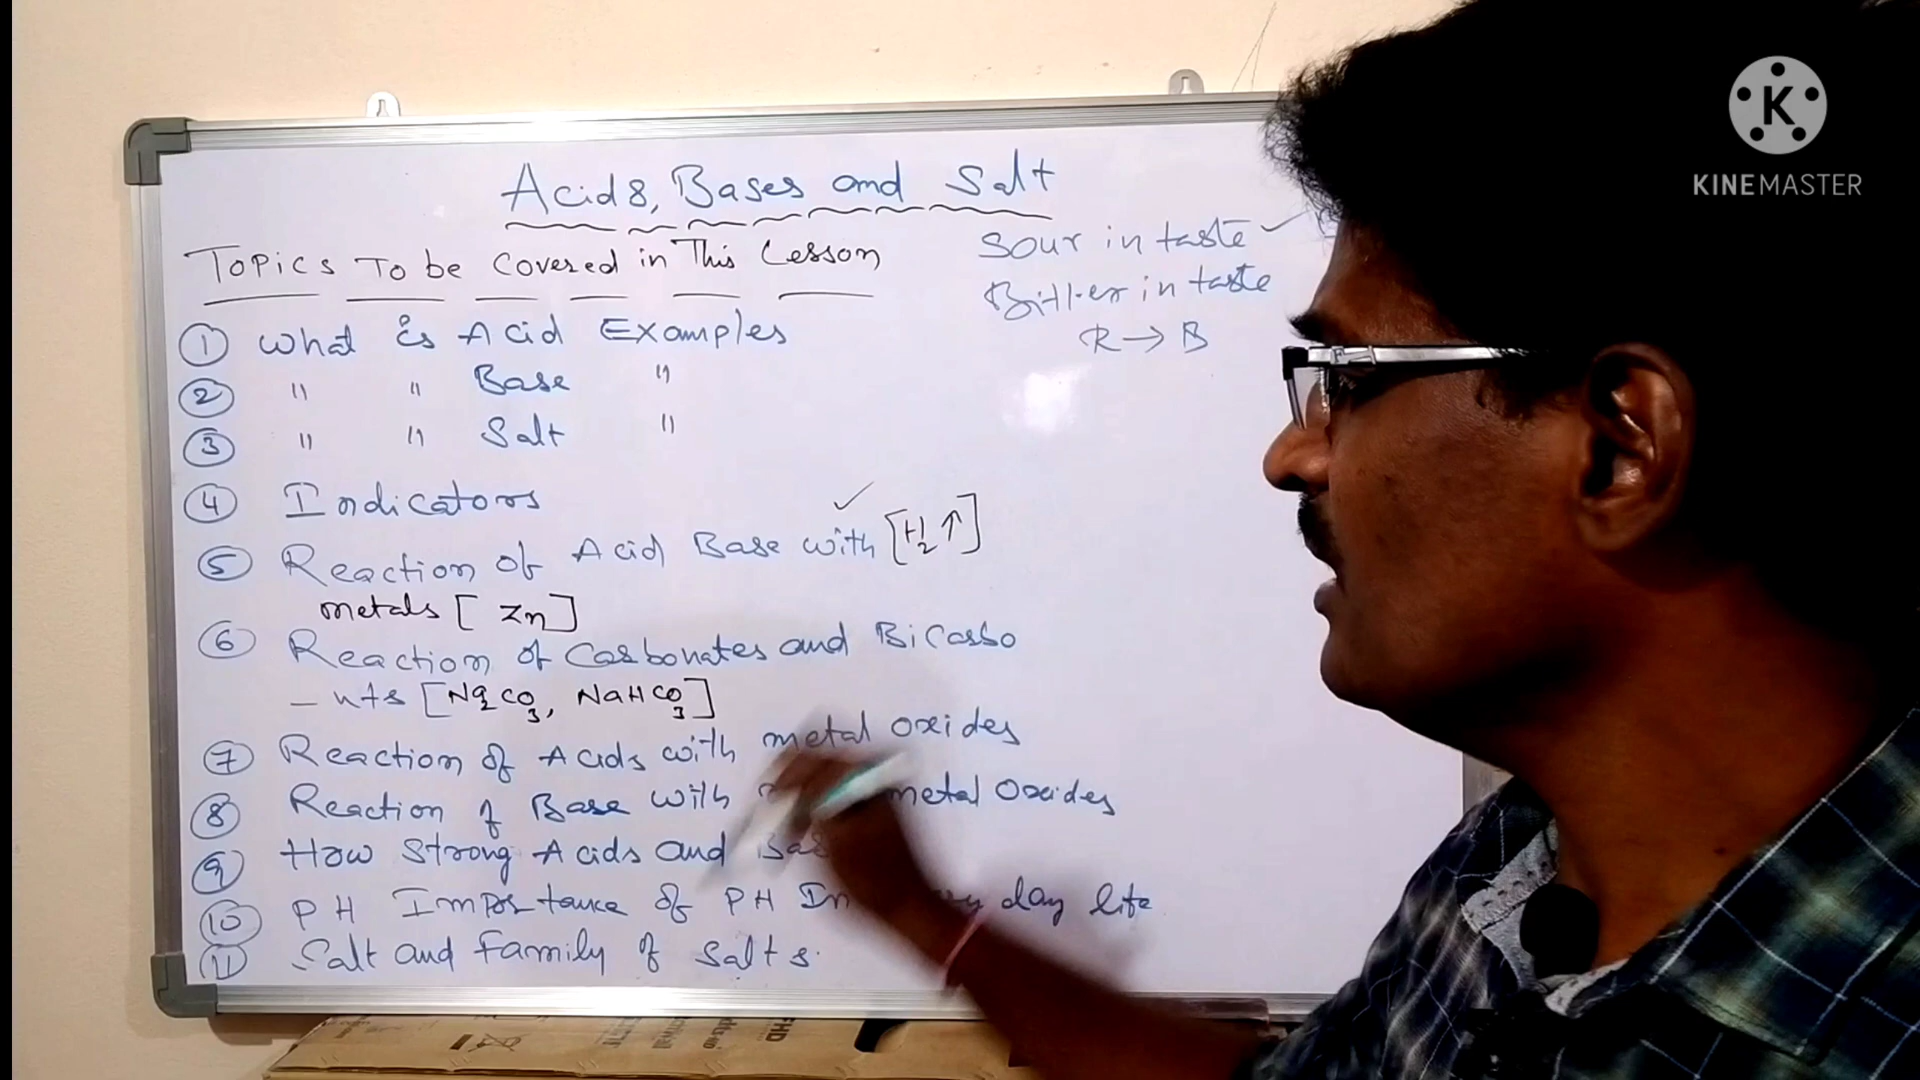 Acids, Bases and Salt
Topics To be Covered in This Lesson
Sour in taste ✓
Bitter in taste
R → B
① What is Acid Examples
② " " Base "
③ " " Salt "
④ Indicators
⑤ Reaction of Acid Base with [H₂↑] ✓
metals [Zn]
⑥ Reaction of Carbonates and BiCarbo
– nts [Na₂CO₃, NaHCO₃]
⑦ Reaction of Acids with metal oxides
⑧ Reaction of Base with metal Oxides
⑨ How Strong Acids and Bas
⑩ PH Importance of PH In day life
⑪ Salt and Family of Salts.
K
KINEMASTER
FHD